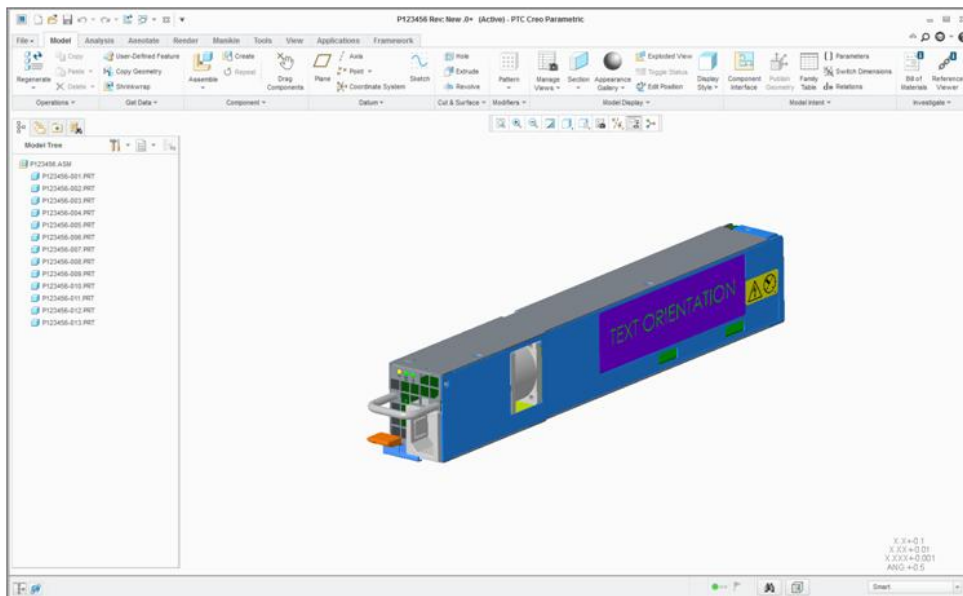 P123456 Rev: New .0+ (Active) - PTC Creo Parametric
File Model Analysis Annotate Render Manikin Tools View Applications Framework
Regenerate
Copy
Paste
Delete
User-Defined Feature
Copy Geometry
Shrinkwrap
Assemble
Create
Repeat
Drag
Components
Plane
Axis
Point
Coordinate System
Sketch
Hole
Extrude
Revolve
Pattern
Manage
Views
Section
Appearance
Gallery
Exploded View
Toggle Status
Edit Position
Display
Style
Component
Interface
Publish
Geometry
Family
Table
Parameters
Switch Dimensions
d= Relations
Bill of
Materials
Reference
Viewer
Operations Get Data Component Datum Cut & Surface Modifiers Model Display Model Intent Investigate
Model Tree
P123456.ASM
P123456-001.PRT
P123456-002.PRT
P123456-003.PRT
P123456-004.PRT
P123456-005.PRT
P123456-006.PRT
P123456-007.PRT
P123456-008.PRT
P123456-009.PRT
P123456-010.PRT
P123456-011.PRT
P123456-012.PRT
P123456-013.PRT
TEXT ORIENTATION
X.X+-0.1
X.XX+-0.01
X.XXX+-0.001
ANG.+-0.5
Smart